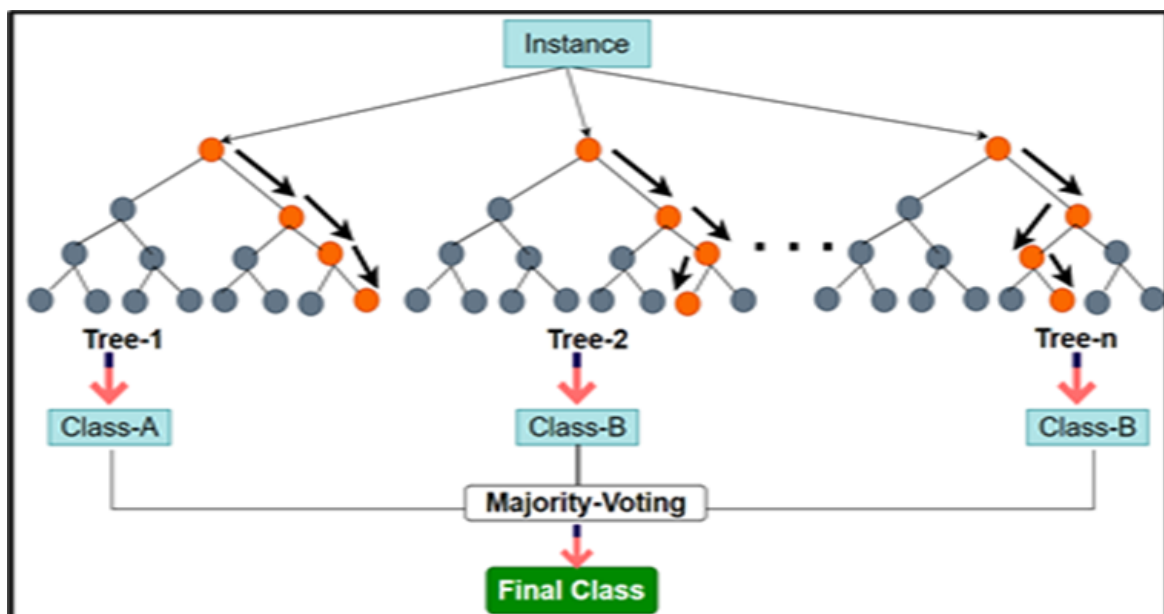 Instance
. . .
Tree-1
Tree-2
Tree-n
Class-A
Class-B
Class-B
Majority-Voting
Final Class